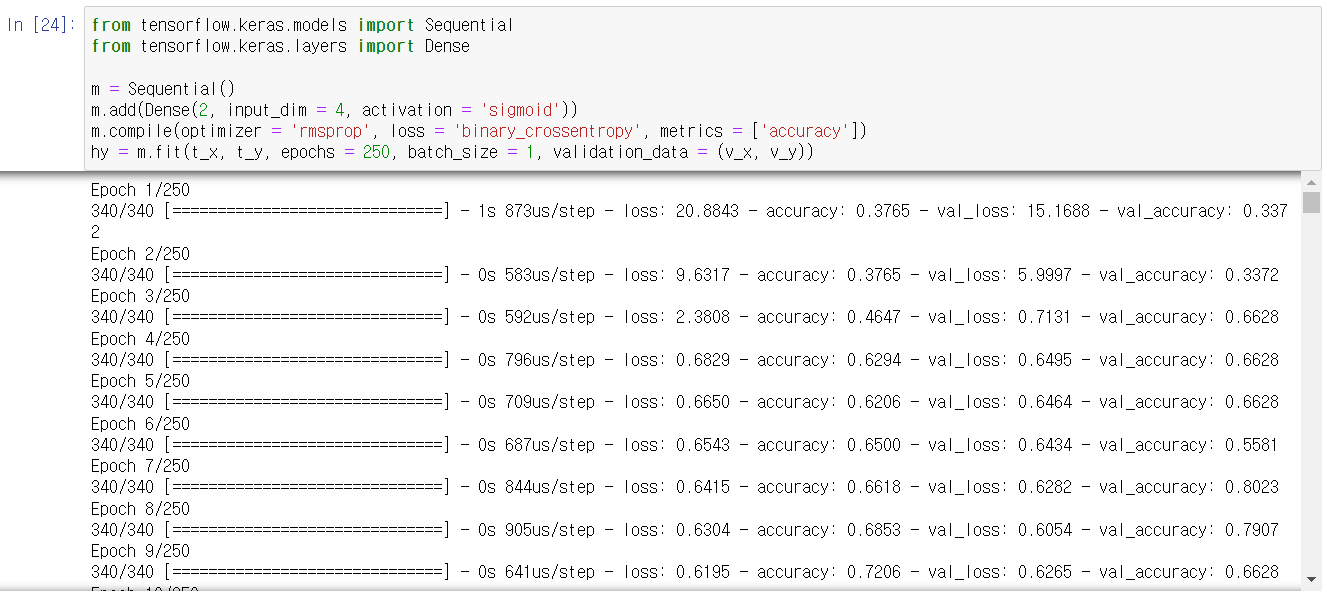 In [24]:
from tensorflow.keras.models import Sequential
from tensorflow.keras.layers import Dense
m = Sequential()
m.add(Dense(2, input_dim = 4, activation = 'sigmoid'))
m.compile(optimizer = 'rmsprop', loss = 'binary_crossentropy', metrics = ['accuracy'])
hy = m.fit(t_x, t_y, epochs = 250, batch_size = 1, validation_data = (v_x, v_y))
Epoch 1/250
340/340 [==============================] - 1s 873us/step - loss: 20.8843 - accuracy: 0.3765 - val_loss: 15.1688 - val_accuracy: 0.337
2
Epoch 2/250
340/340 [==============================] - 0s 583us/step - loss: 9.6317 - accuracy: 0.3765 - val_loss: 5.9997 - val_accuracy: 0.3372
Epoch 3/250
340/340 [==============================] - 0s 592us/step - loss: 2.3808 - accuracy: 0.4647 - val_loss: 0.7131 - val_accuracy: 0.6628
Epoch 4/250
340/340 [==============================] - 0s 796us/step - loss: 0.6829 - accuracy: 0.6294 - val_loss: 0.6495 - val_accuracy: 0.6628
Epoch 5/250
340/340 [==============================] - 0s 709us/step - loss: 0.6650 - accuracy: 0.6206 - val_loss: 0.6464 - val_accuracy: 0.6628
Epoch 6/250
340/340 [==============================] - 0s 687us/step - loss: 0.6543 - accuracy: 0.6500 - val_loss: 0.6434 - val_accuracy: 0.5581
Epoch 7/250
340/340 [==============================] - 0s 844us/step - loss: 0.6415 - accuracy: 0.6618 - val_loss: 0.6282 - val_accuracy: 0.8023
Epoch 8/250
340/340 [==============================] - 0s 905us/step - loss: 0.6304 - accuracy: 0.6853 - val_loss: 0.6054 - val_accuracy: 0.7907
Epoch 9/250
340/340 [==============================] - 0s 641us/step - loss: 0.6195 - accuracy: 0.7206 - val_loss: 0.6265 - val_accuracy: 0.6628
Epoch 10/250